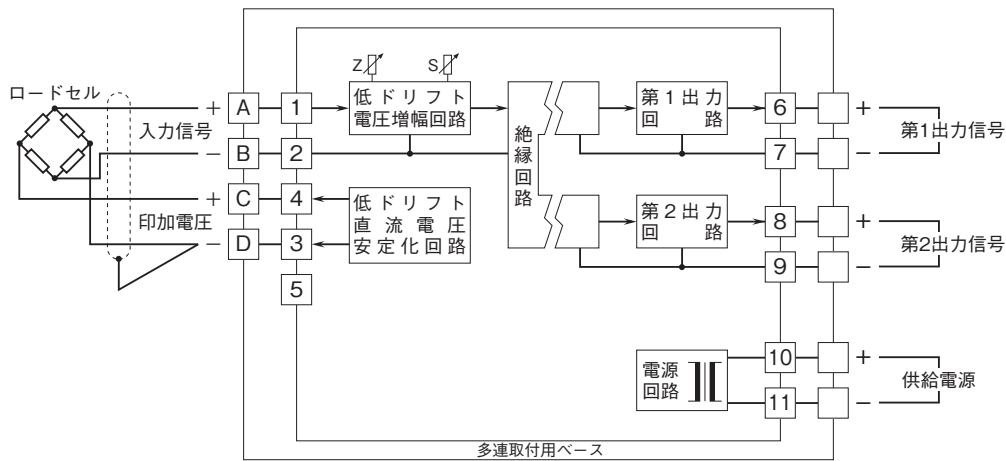 ロードセル
＋
入力信号
－
＋
印加電圧
－
A
B
C
D
1
2
4
3
5
Z
S
低ドリフト
電圧増幅回路
低ドリフト
直流電圧
安定化回路
絶縁回路
第1出力
回路
第2出力
回路
電源
回路
6
7
8
9
10
11
＋
第1出力信号
－
＋
第2出力信号
－
＋
供給電源
－
多連取付用ベース